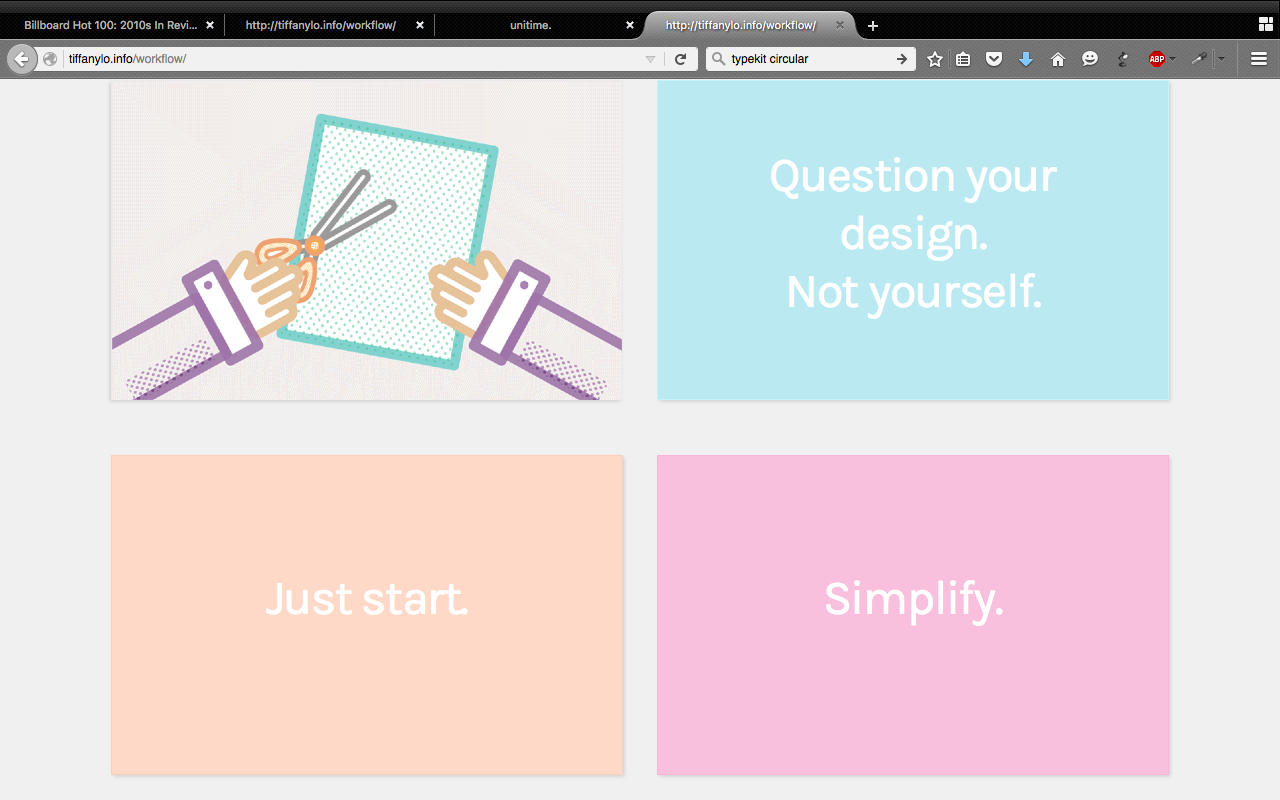 Billboard Hot 100: 2010s In Revi...
http://tiffanylo.info/workflow/
unitime.
http://tiffanylo.info/workflow/
tiffanylo.info/workflow/
typekit circular
ABP
Question your
design.
Not yourself.
Just start.
Simplify.